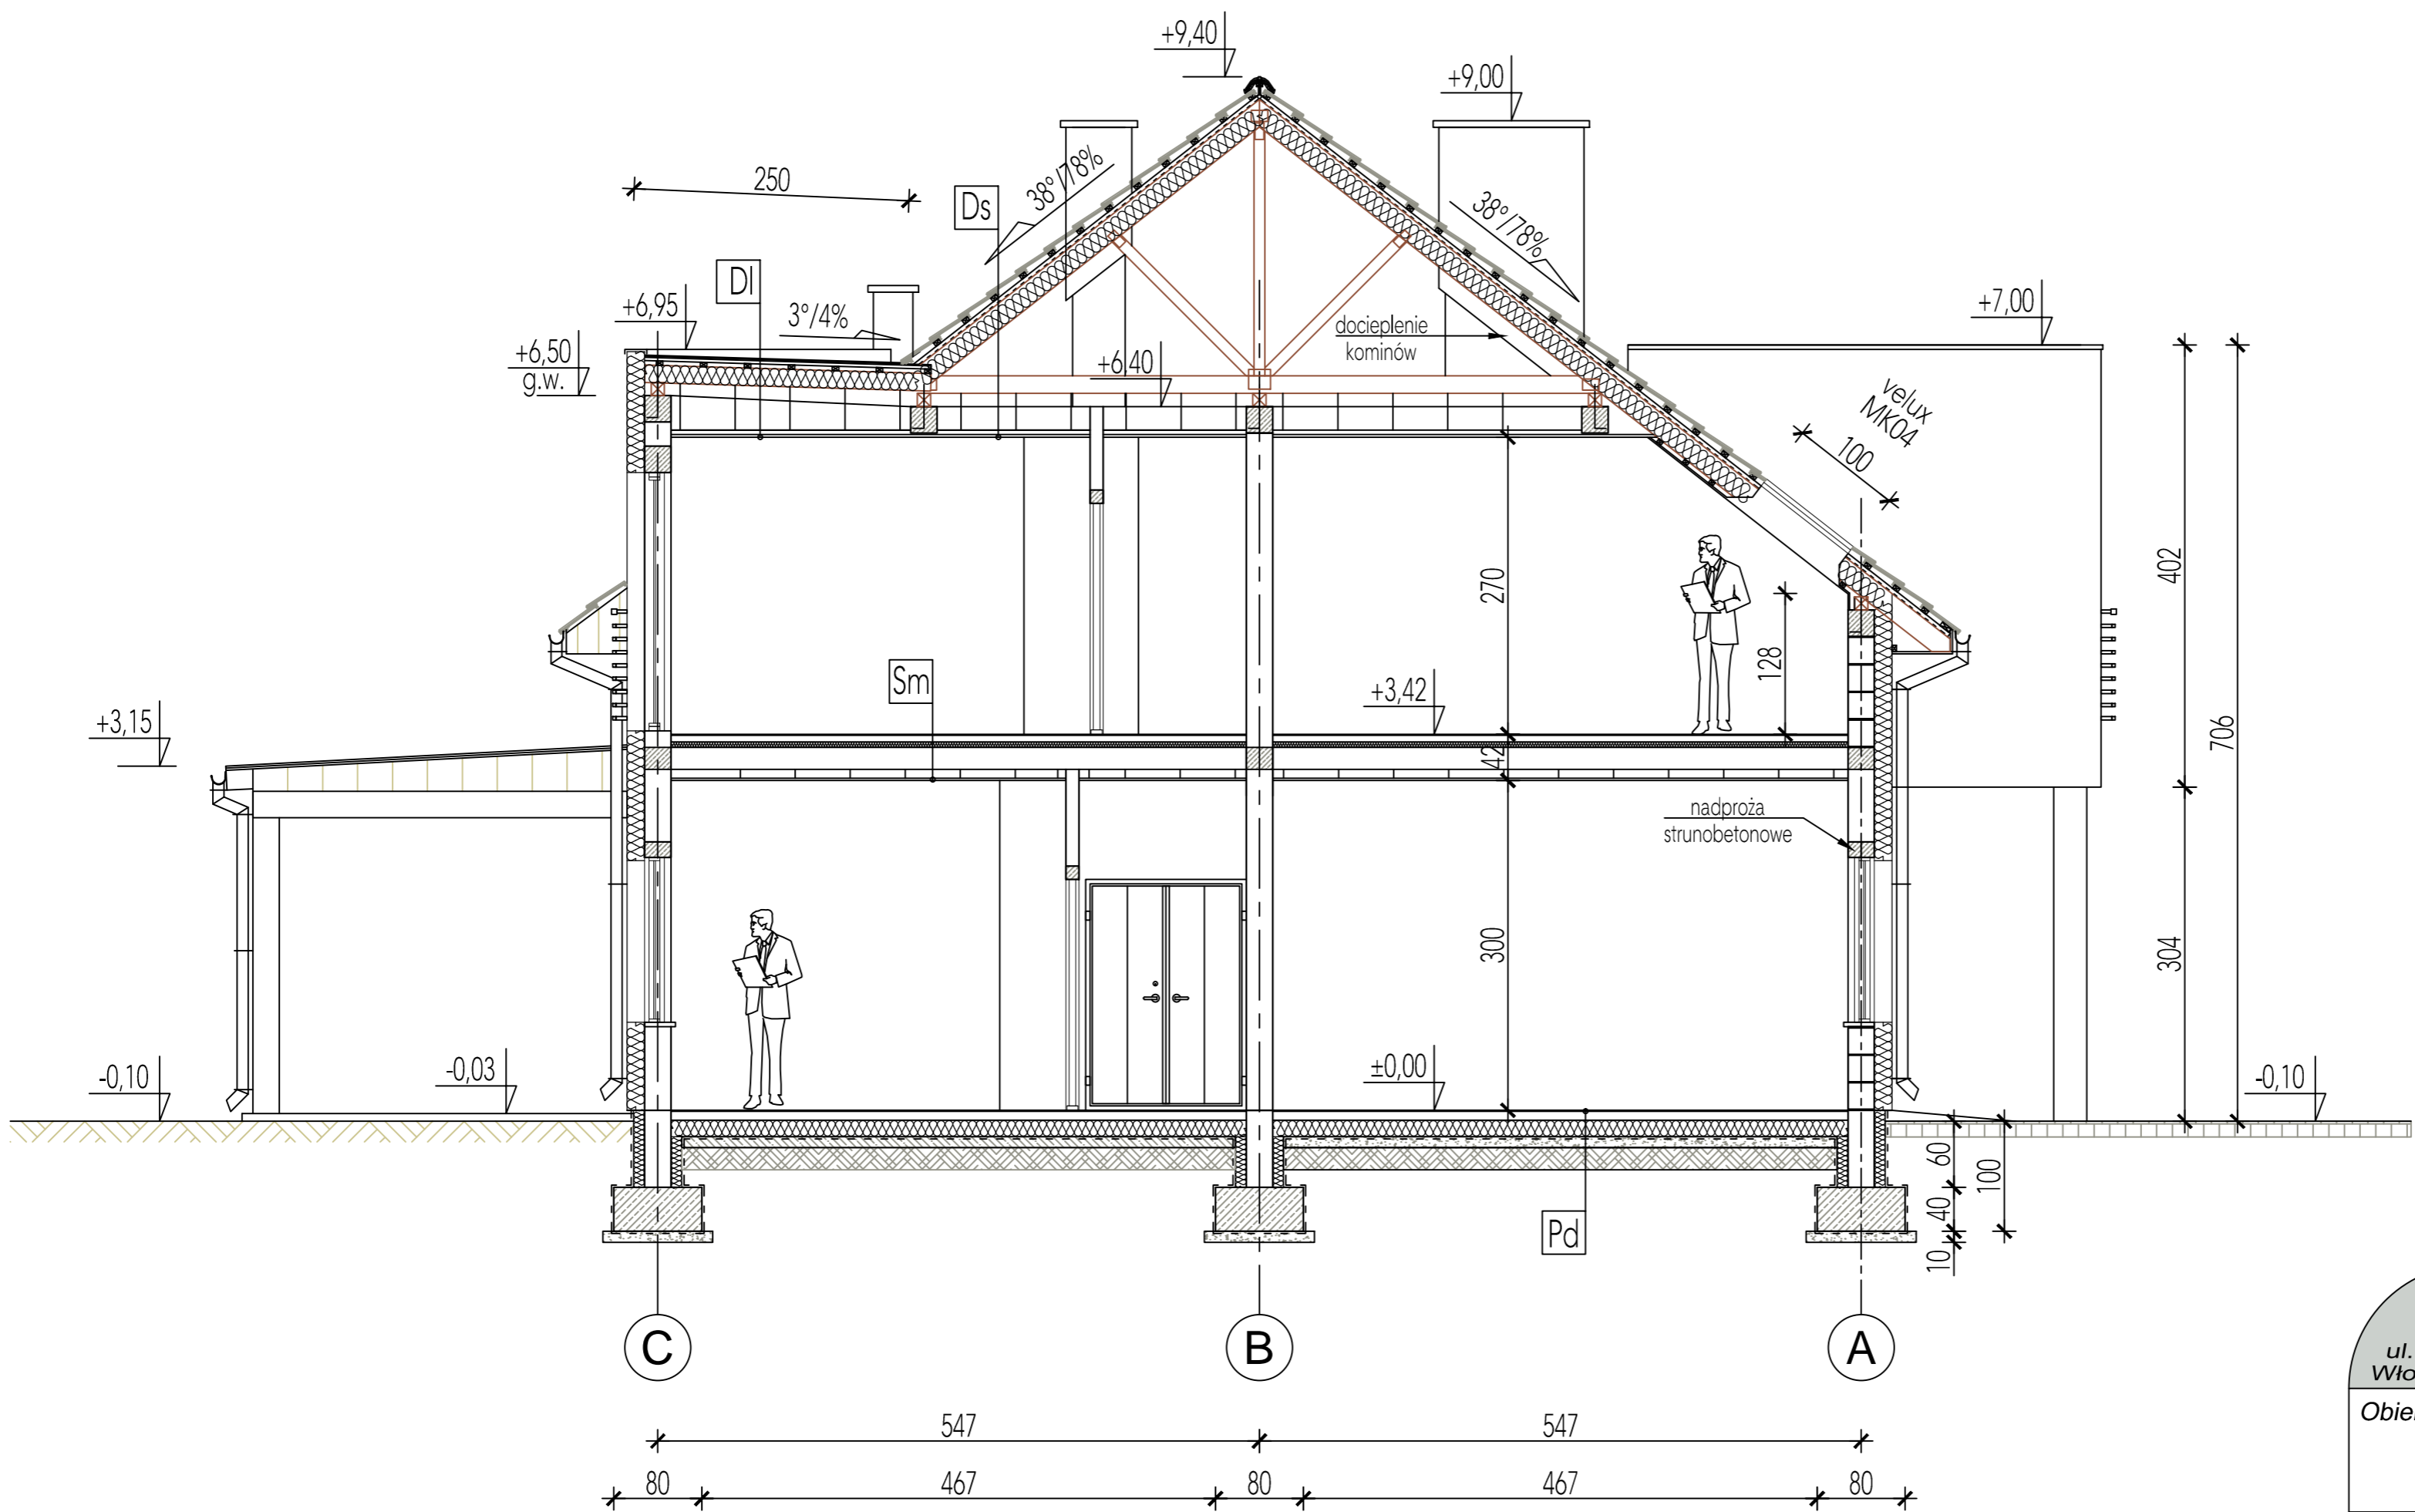 +9,40
+9,00
250
Ds
38°/78%
38°/78%
Dl
+6,95
3°/4%
+7,00
+6,50
g.w.
docieplenie
kominów
+6,40
velux
MK04
100
402
270
128
Sm
+3,42
+3,15
706
42
nadproża
strunobetonowe
300
304
-0,10
-0,03
±0,00
-0,10
60
100
40
10
Pd
C
B
A
ul.
547
547
80
467
80
467
80